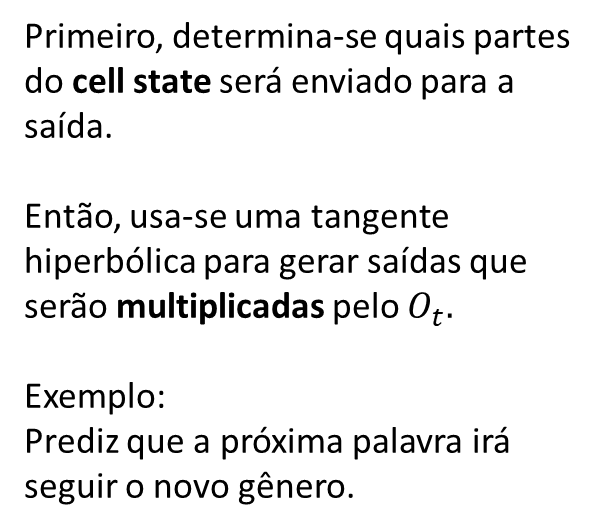 Primeiro, determina-se quais partes
do cell state será enviado para a
saída.
Então, usa-se uma tangente
hiperbólica para gerar saídas que
serão multiplicadas pelo O_t.
Exemplo:
Prediz que a próxima palavra irá
seguir o novo gênero.